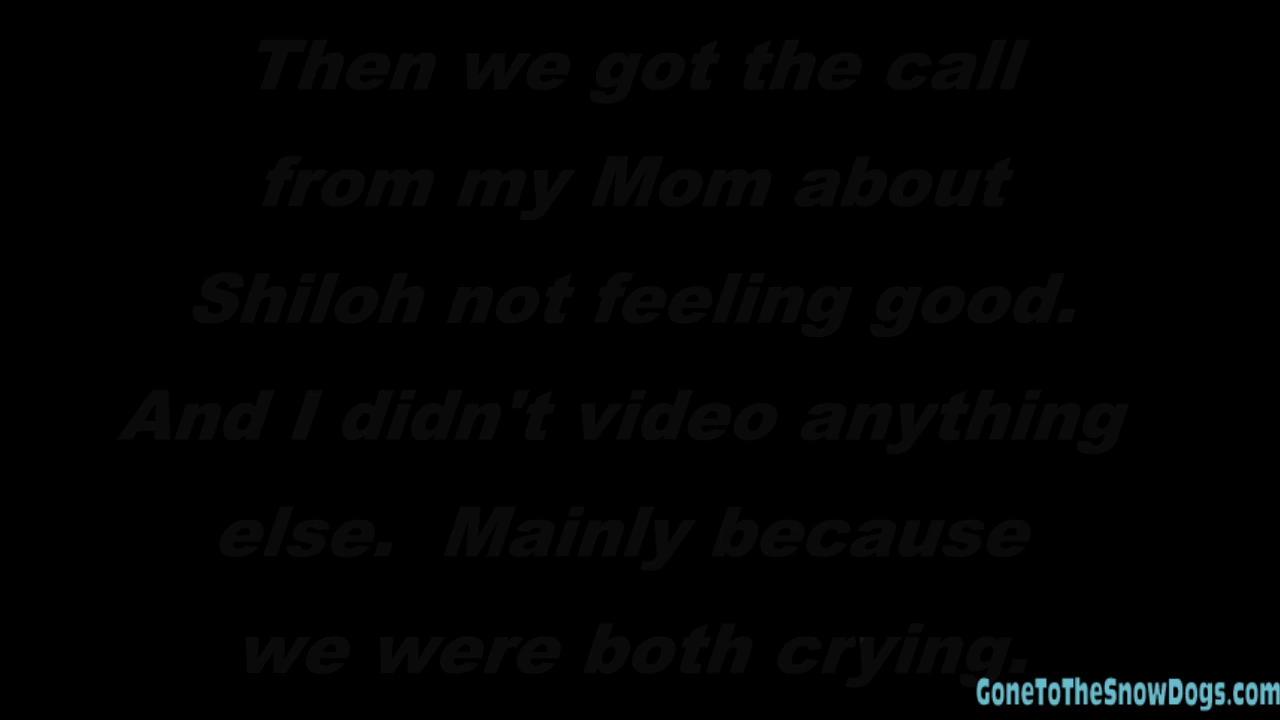 Then we got the call
from my Mom about
Shiloh not feeling good.
And I didn't video anything
else.  Mainly because
we were both crying.
GoneToTheSnowDogs.com